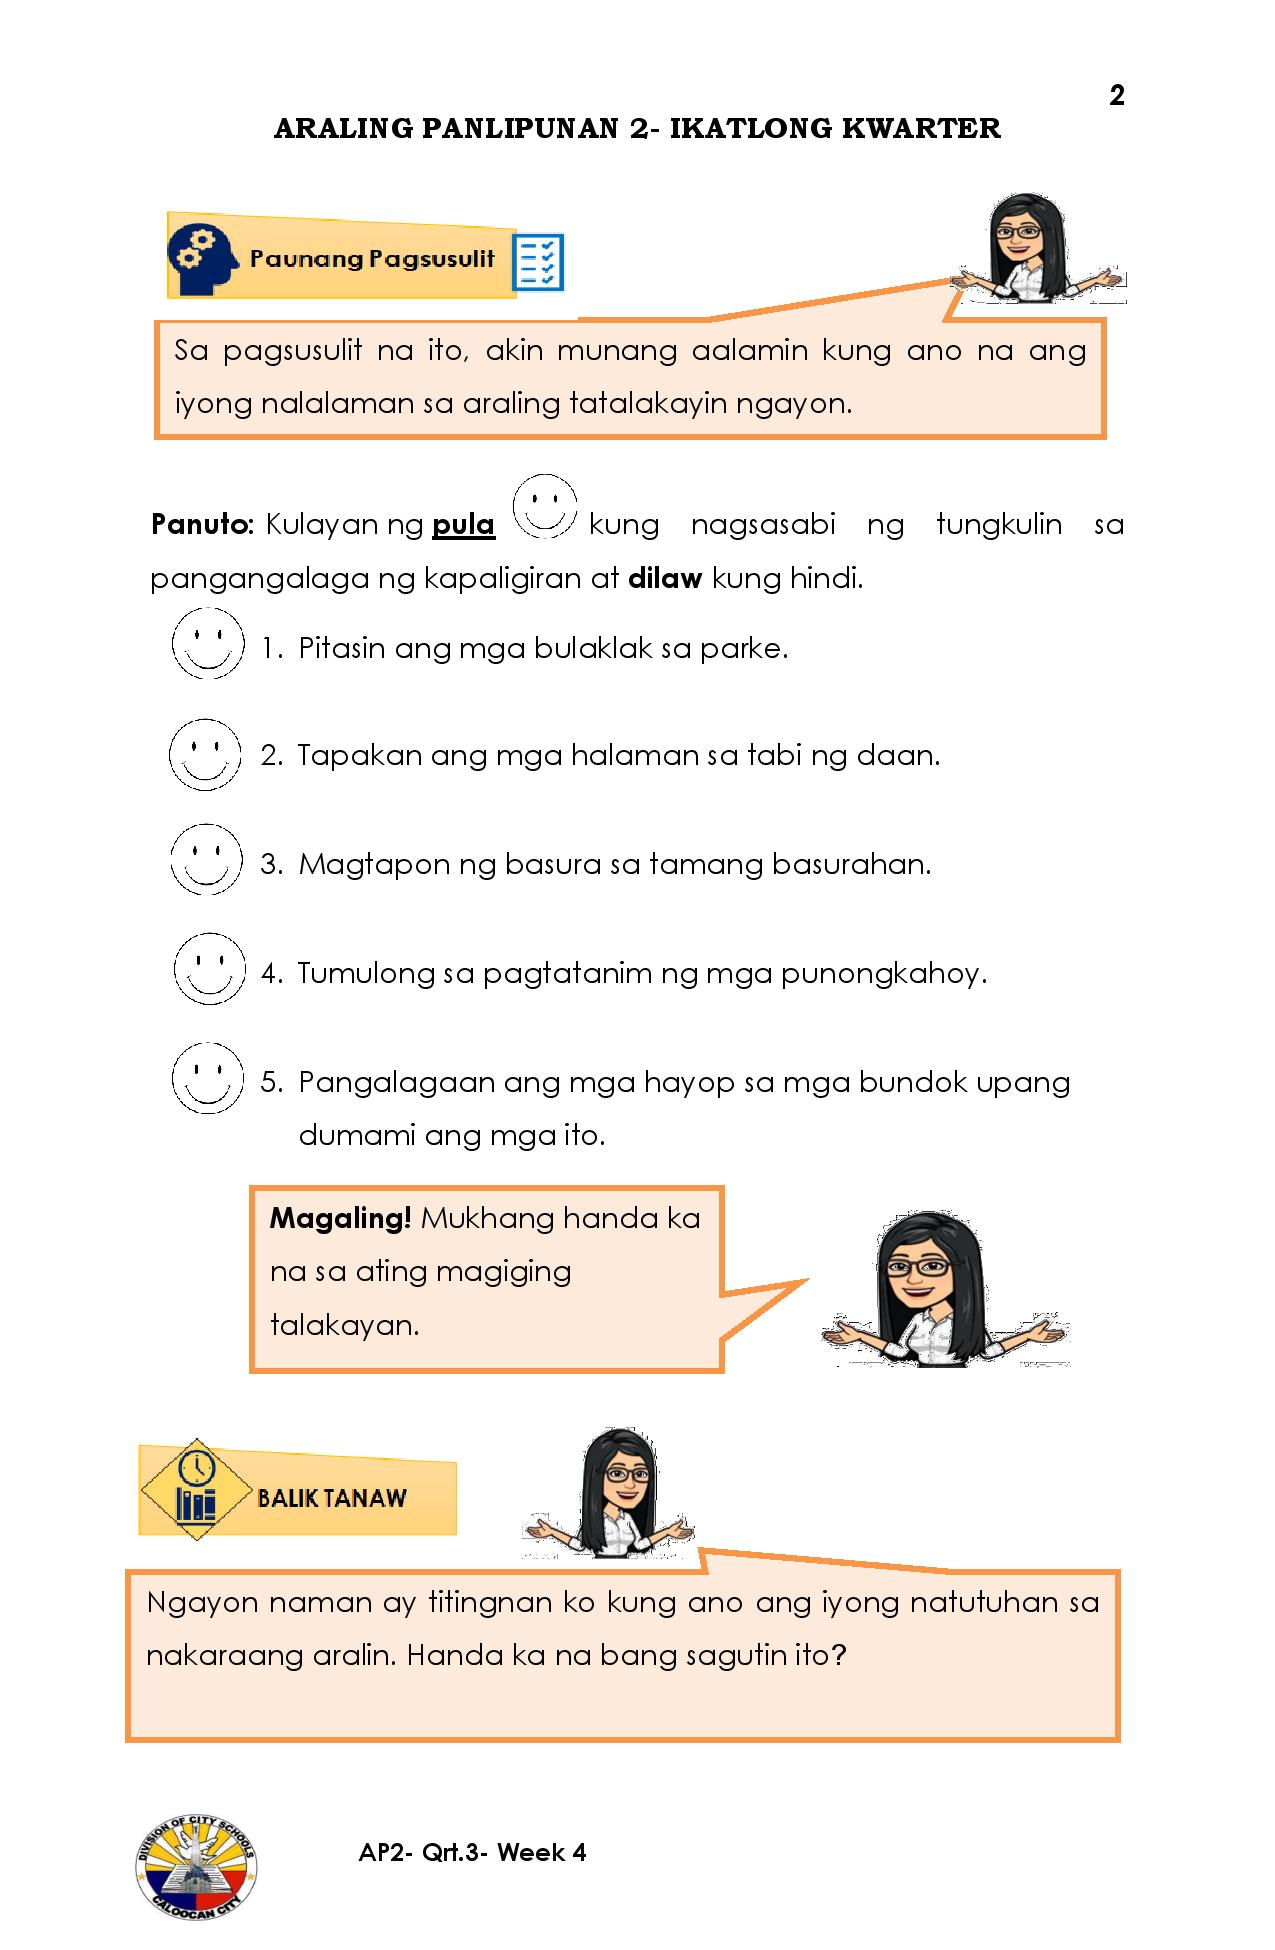 2
ARALING PANLIPUNAN 2- IKATLONG KWARTER
Paunang Pagsusulit
Sa pagsusulit na ito, akin munang aalamin kung ano na ang
iyong nalalaman sa araling tatalakayin ngayon.
Panuto: Kulayan ng pula kung nagsasabi ng tungkulin sa
pangangalaga ng kapaligiran at dilaw kung hindi.
1. Pitasin ang mga bulaklak sa parke.
2. Tapakan ang mga halaman sa tabi ng daan.
3. Magtapon ng basura sa tamang basurahan.
4. Tumulong sa pagtatanim ng mga punongkahoy.
5. Pangalagaan ang mga hayop sa mga bundok upang
dumami ang mga ito.
Magaling! Mukhang handa ka
na sa ating magiging
talakayan.
BALIK TANAW
Ngayon naman ay titingnan ko kung ano ang iyong natutuhan sa
nakaraang aralin. Handa ka na bang sagutin ito?
DIVISION OF CITY SCHOOLS
CALOOCAN CITY
AP2- Qrt.3- Week 4